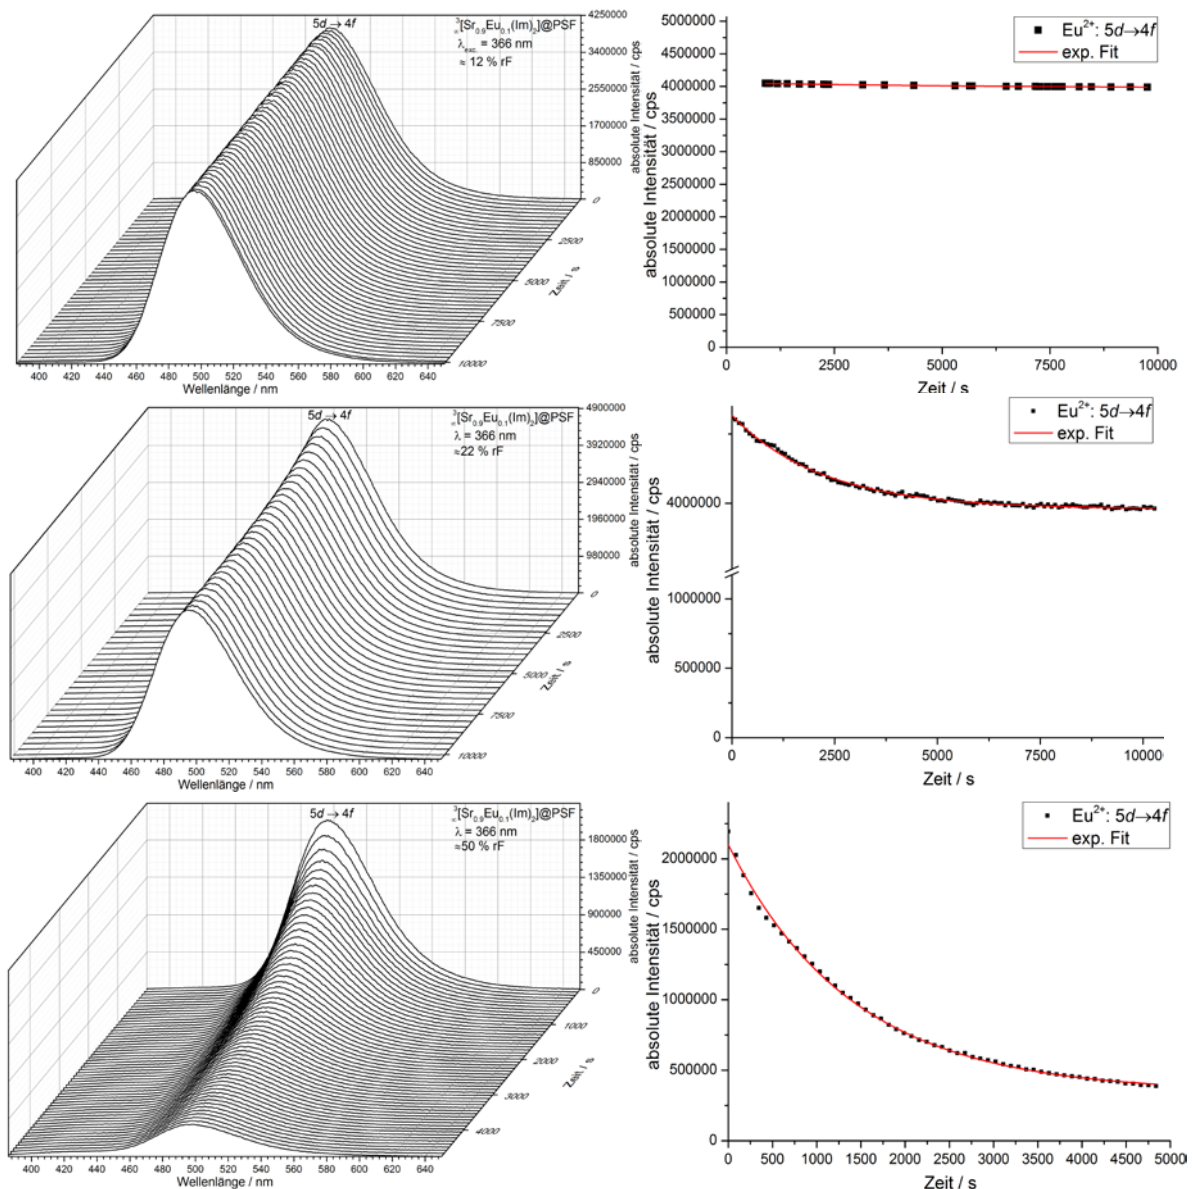 5d → 4f
³∞[Sr0.9Eu0.1(Im)2]@PSF
λexc. = 366 nm
≈ 12 % rF
4250000
3400000
2550000
1700000
850000
0
absolute Intensität / cps
0
2500
5000
7500
10000
Zeit / s
400 420 440 460 480 500 520 540 560 580 600 620 640
Wellenlänge / nm
Eu2+: 5d→4f
exp. Fit
5000000
4500000
4000000
3500000
3000000
2500000
2000000
1500000
1000000
500000
0
absolute Intensität / cps
0 2500 5000 7500 10000
Zeit / s
5d → 4f
³∞[Sr0.9Eu0.1(Im)2]@PSF
λ = 366 nm
≈22 % rF
4900000
3920000
2940000
1960000
980000
0
absolute Intensität / cps
0
2500
5000
7500
10000
Zeit / s
400 420 440 460 480 500 520 540 560 580 600 620 640
Wellenlänge / nm
Eu2+: 5d→4f
exp. Fit
4000000
1000000
500000
0
absolute Intensität / cps
0 2500 5000 7500 10000
Zeit / s
5d → 4f
³∞[Sr0.9Eu0.1(Im)2]@PSF
λ = 366 nm
≈50 % rF
1800000
1350000
900000
450000
0
absolute Intensität / cps
0
1000
2000
3000
4000
Zeit / s
400 420 440 460 480 500 520 540 560 580 600 620 640
Wellenlänge / nm
Eu2+: 5d→4f
exp. Fit
2000000
1500000
1000000
500000
0
absolute Intensität / cps
0 500 1000 1500 2000 2500 3000 3500 4000 4500 5000
Zeit / s